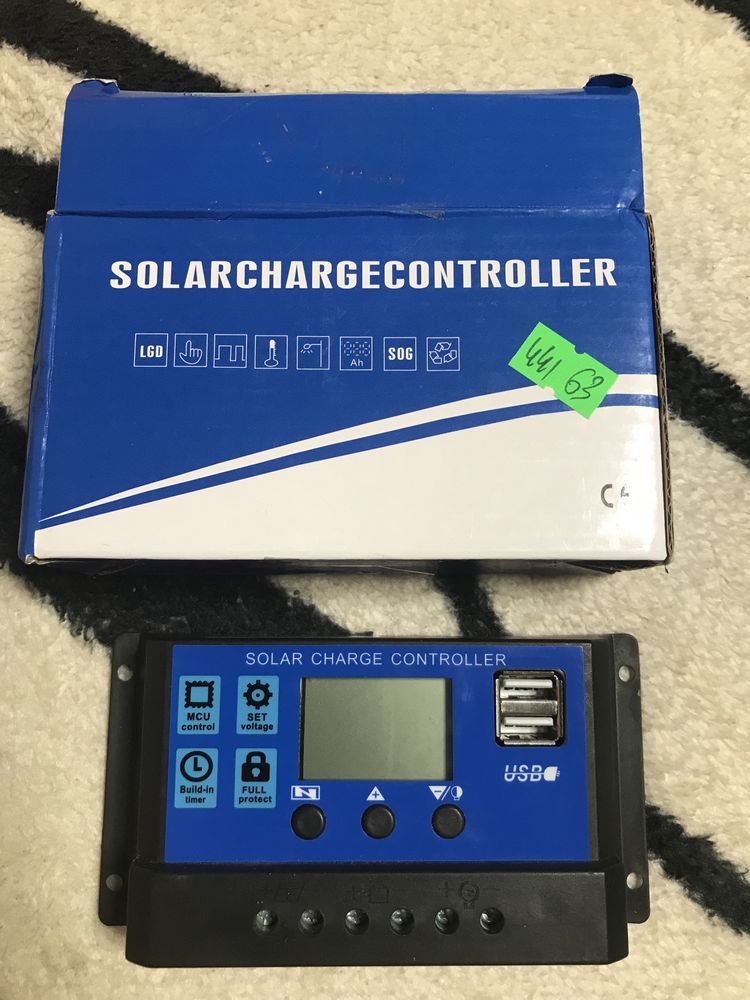 SOLARCHARGECONTROLLER
LGD
Ah
SOG
441 63
CE
SOLAR CHARGE CONTROLLER
MCU
control
SET
voltage
Build-in
timer
FULL
protect
USB